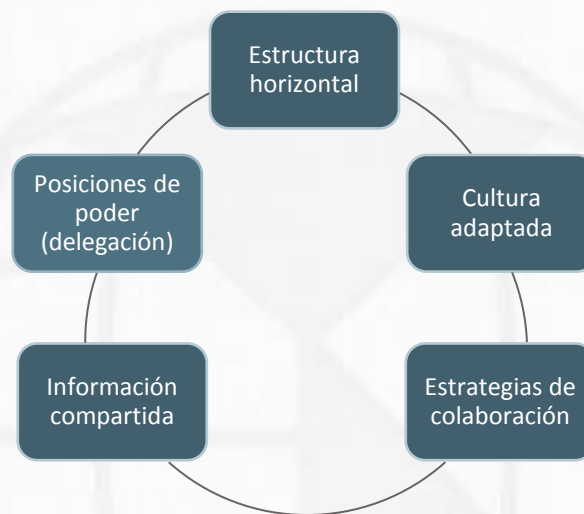 Estructura
horizontal
Cultura
adaptada
Estrategias de
colaboración
Información
compartida
Posiciones de
poder
(delegación)